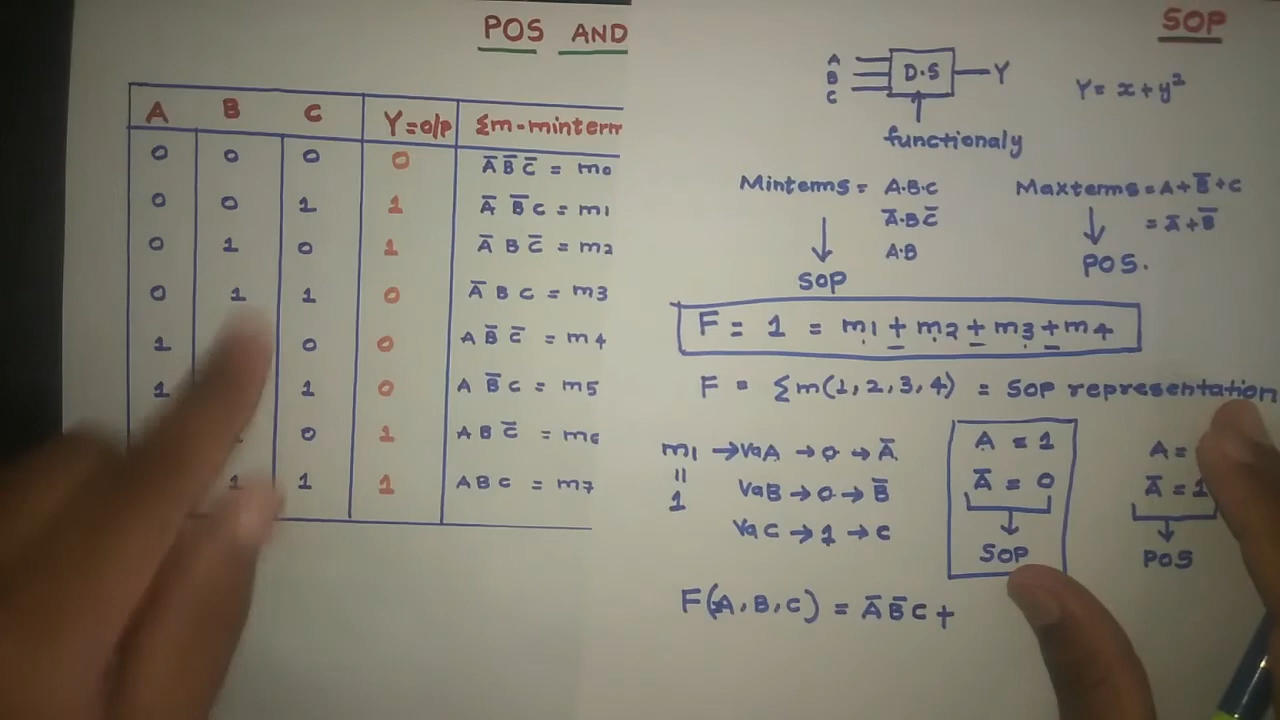 POS AND
SOP
A B C Y=o/p Σm-minterm
0 0 0 0 A̅ B̅ C̅ = m0
0 0 1 1 A̅ B̅ C = m1
0 1 0 1 A̅ B C̅ = m2
0 1 1 0 A̅ B C = m3
1 0 0 A B̅ C̅ = m4
1 1 0 A B̅ C = m5
0 1 A B C̅ = m6
1 1 1 A B C = m7
A
B
C
D.S
Y
Y = x + y²
functionaly
Minterms = A.B.C
A̅.B C̅
A.B
SOP
Maxterms = A + B̅ + C
= A̅ + B̅
POS.
F = 1 = m1 + m2 + m3 + m4
F = Σm(1, 2, 3, 4) = SOP representation
m1 → VaA → 0 → A̅
= 1
VaB → 0 → B̅
VaC → 1 → C
A = 1
A̅ = 0
SOP
A =
A̅ = 1
POS
F(A, B, C) = A̅ B̅ C +